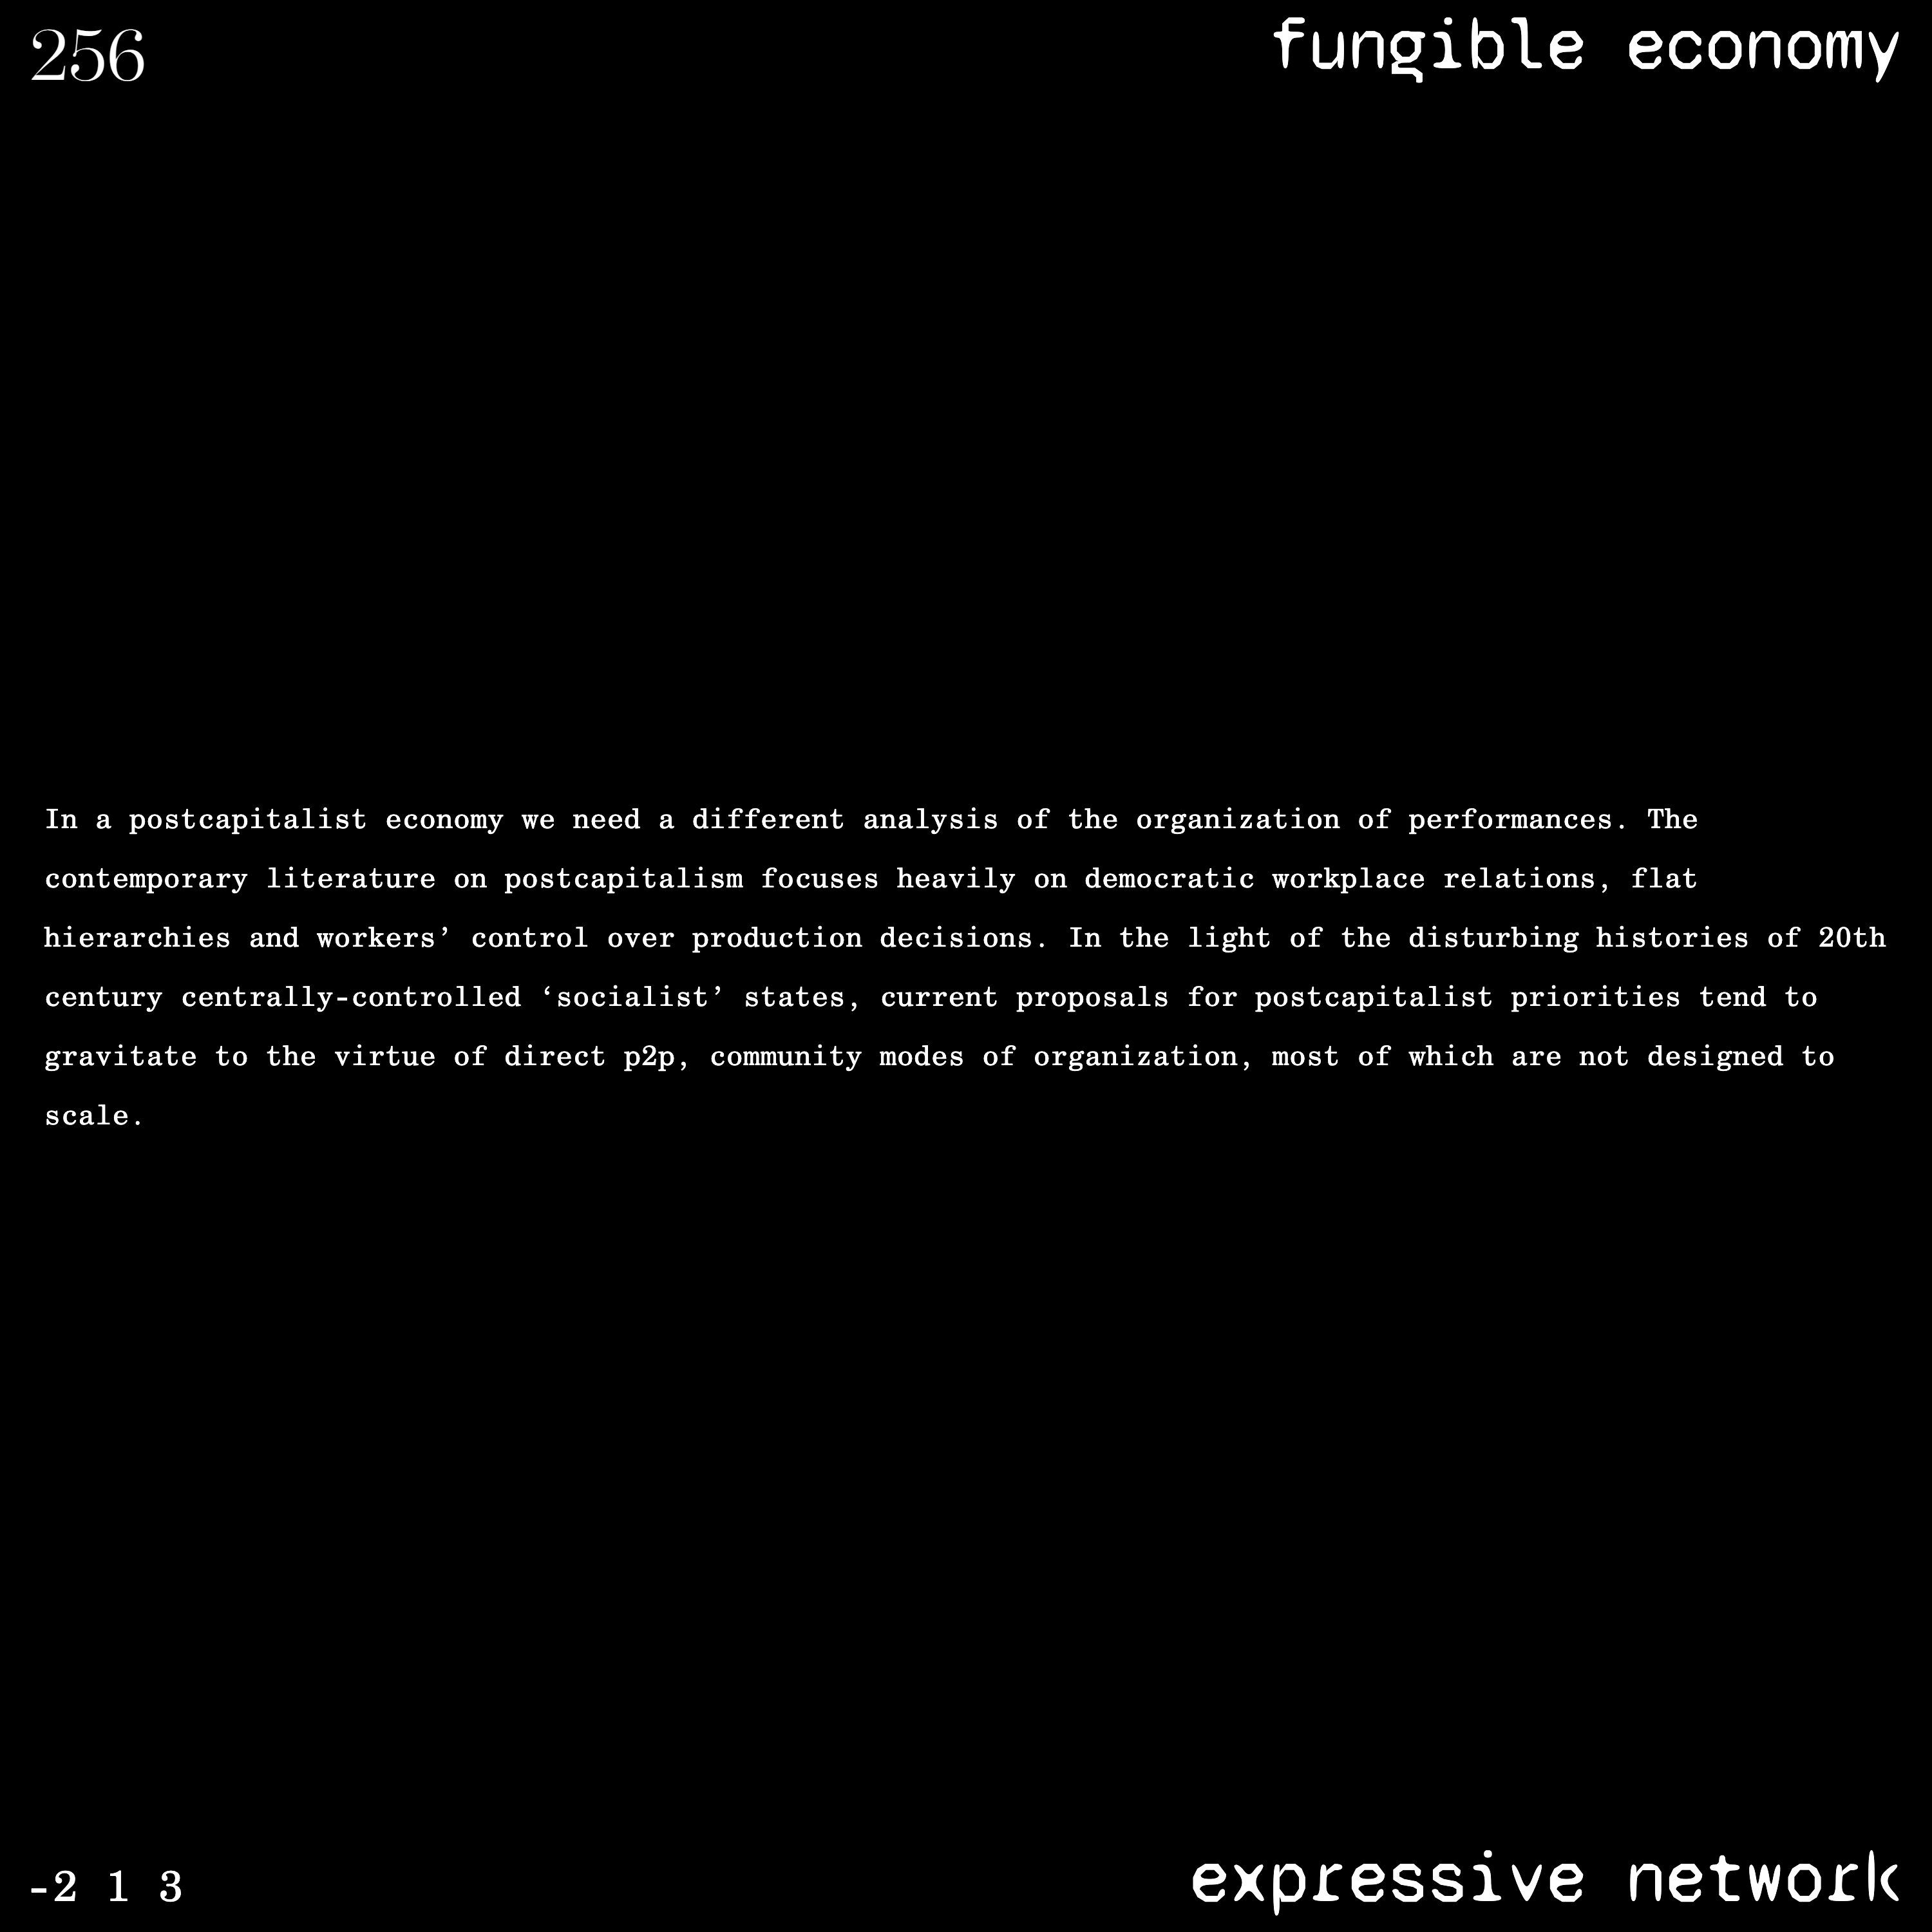 256
fungible economy
In a postcapitalist economy we need a different analysis of the organization of performances. The
contemporary literature on postcapitalism focuses heavily on democratic workplace relations, flat
hierarchies and workers’ control over production decisions. In the light of the disturbing histories of 20th
century centrally-controlled ‘socialist’ states, current proposals for postcapitalist priorities tend to
gravitate to the virtue of direct p2p, community modes of organization, most of which are not designed to
scale.
-2 1 3
expressive network